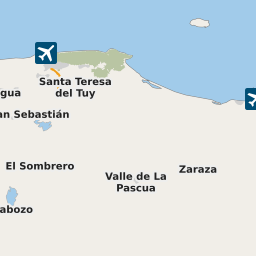 Santa Teresa
del Tuy
gua
an Sebastián
El Sombrero
Valle de La
Pascua
Zaraza
abozo